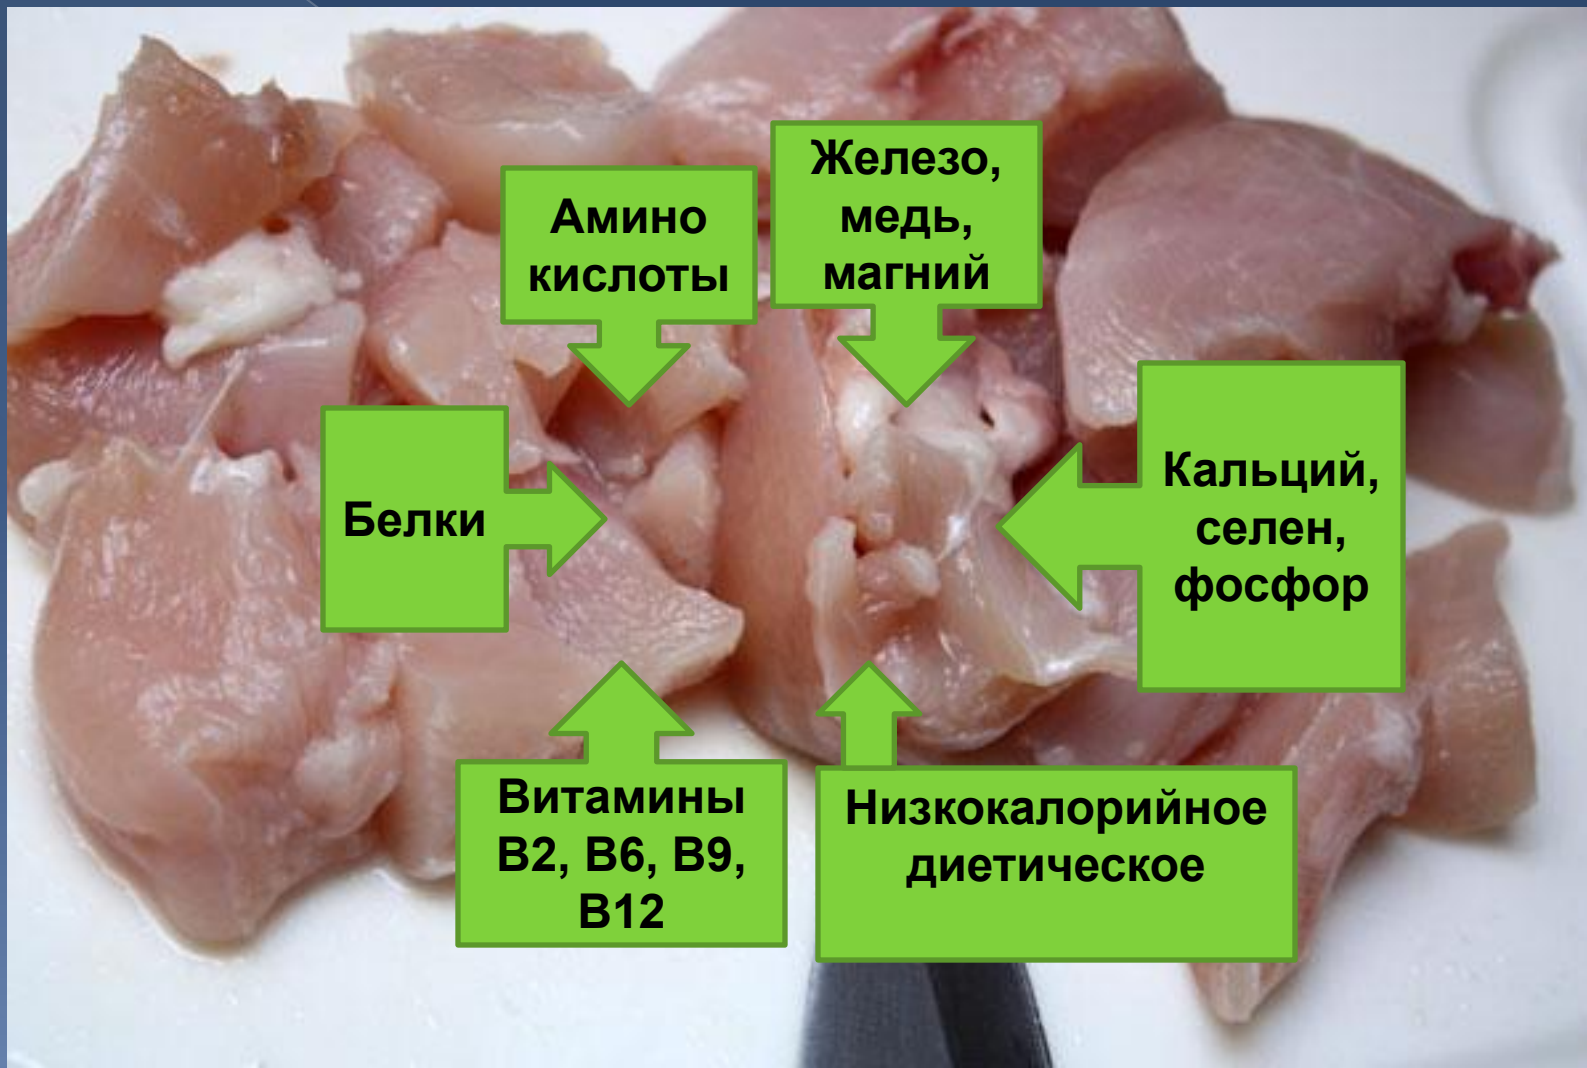 Амино
кислоты
Железо,
медь,
магний
Белки
Кальций,
селен,
фосфор
Витамины
В2, В6, В9,
В12
Низкокалорийное
диетическое